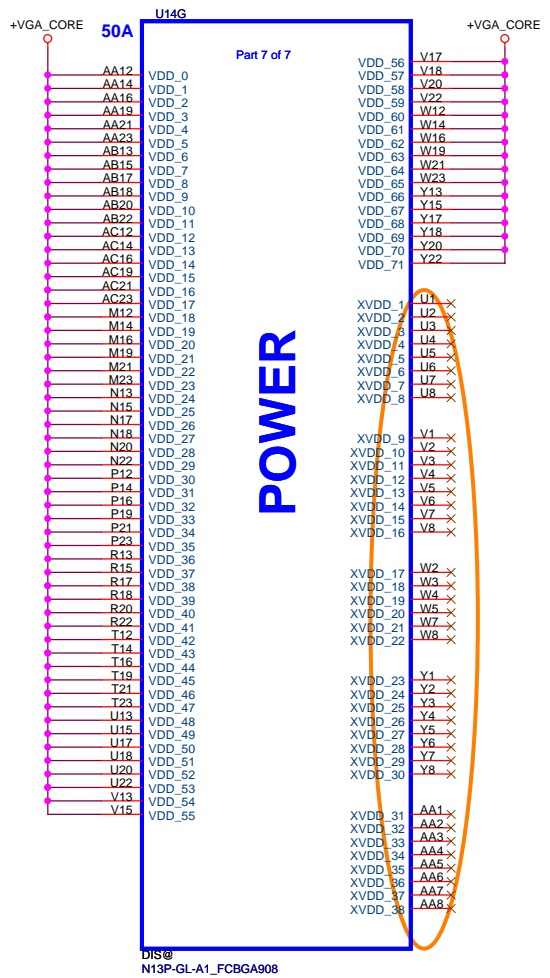 U14G
+VGA_CORE
50A
Part 7 of 7
AA12 VDD_0
AA14 VDD_1
AA16 VDD_2
AA19 VDD_3
AA21 VDD_4
AA23 VDD_5
AB13 VDD_6
AB15 VDD_7
AB17 VDD_8
AB18 VDD_9
AB20 VDD_10
AB22 VDD_11
AC12 VDD_12
AC14 VDD_13
AC16 VDD_14
AC19 VDD_15
AC21 VDD_16
AC23 VDD_17
M12 VDD_18
M14 VDD_19
M16 VDD_20
M19 VDD_21
M21 VDD_22
M23 VDD_23
N13 VDD_24
N15 VDD_25
N17 VDD_26
N18 VDD_27
N20 VDD_28
N22 VDD_29
P12 VDD_30
P14 VDD_31
P16 VDD_32
P19 VDD_33
P21 VDD_34
P23 VDD_35
R13 VDD_36
R15 VDD_37
R17 VDD_38
R18 VDD_39
R20 VDD_40
R22 VDD_41
T12 VDD_42
T14 VDD_43
T16 VDD_44
T19 VDD_45
T21 VDD_46
T23 VDD_47
U13 VDD_48
U15 VDD_49
U17 VDD_50
U18 VDD_51
U20 VDD_52
U22 VDD_53
V13 VDD_54
V15 VDD_55
POWER
+VGA_CORE
VDD_56 V17
VDD_57 V18
VDD_58 V20
VDD_59 V22
VDD_60 W12
VDD_61 W14
VDD_62 W16
VDD_63 W19
VDD_64 W21
VDD_65 W23
VDD_66 Y13
VDD_67 Y15
VDD_68 Y17
VDD_69 Y18
VDD_70 Y20
VDD_71 Y22
XVDD_1 U1
XVDD_2 U2
XVDD_3 U3
XVDD_4 U4
XVDD_5 U5
XVDD_6 U6
XVDD_7 U7
XVDD_8 U8
XVDD_9 V1
XVDD_10 V2
XVDD_11 V3
XVDD_12 V4
XVDD_13 V5
XVDD_14 V6
XVDD_15 V7
XVDD_16 V8
XVDD_17 W2
XVDD_18 W3
XVDD_19 W4
XVDD_20 W5
XVDD_21 W7
XVDD_22 W8
XVDD_23 Y1
XVDD_24 Y2
XVDD_25 Y3
XVDD_26 Y4
XVDD_27 Y5
XVDD_28 Y6
XVDD_29 Y7
XVDD_30 Y8
XVDD_31 AA1
XVDD_32 AA2
XVDD_33 AA3
XVDD_34 AA4
XVDD_35 AA5
XVDD_36 AA6
XVDD_37 AA7
XVDD_38 AA8
DIS@
N13P-GL-A1_FCBGA908